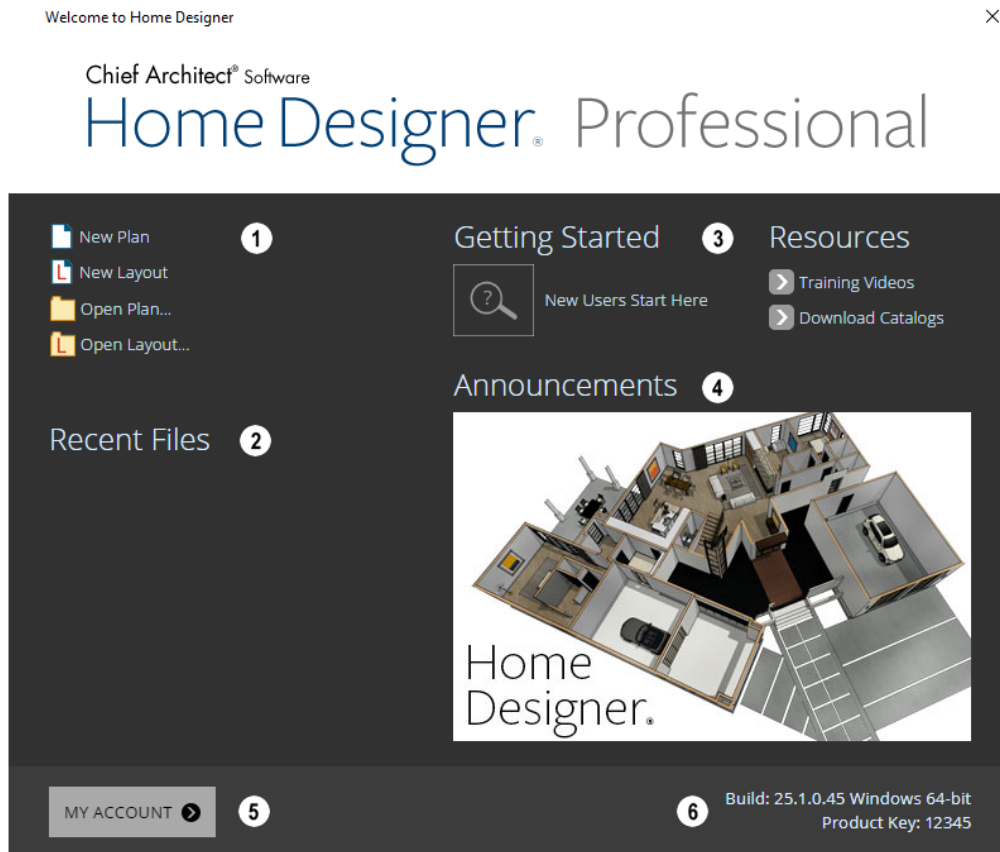 Welcome to Home Designer
Chief Architect® Software
Home Designer® Professional
New Plan
1
New Layout
Open Plan...
Open Layout...
Recent Files
2
Getting Started
3
New Users Start Here
Resources
Training Videos
Download Catalogs
Announcements
4
Home
Designer®
MY ACCOUNT
5
6
Build: 25.1.0.45 Windows 64-bit
Product Key: 12345